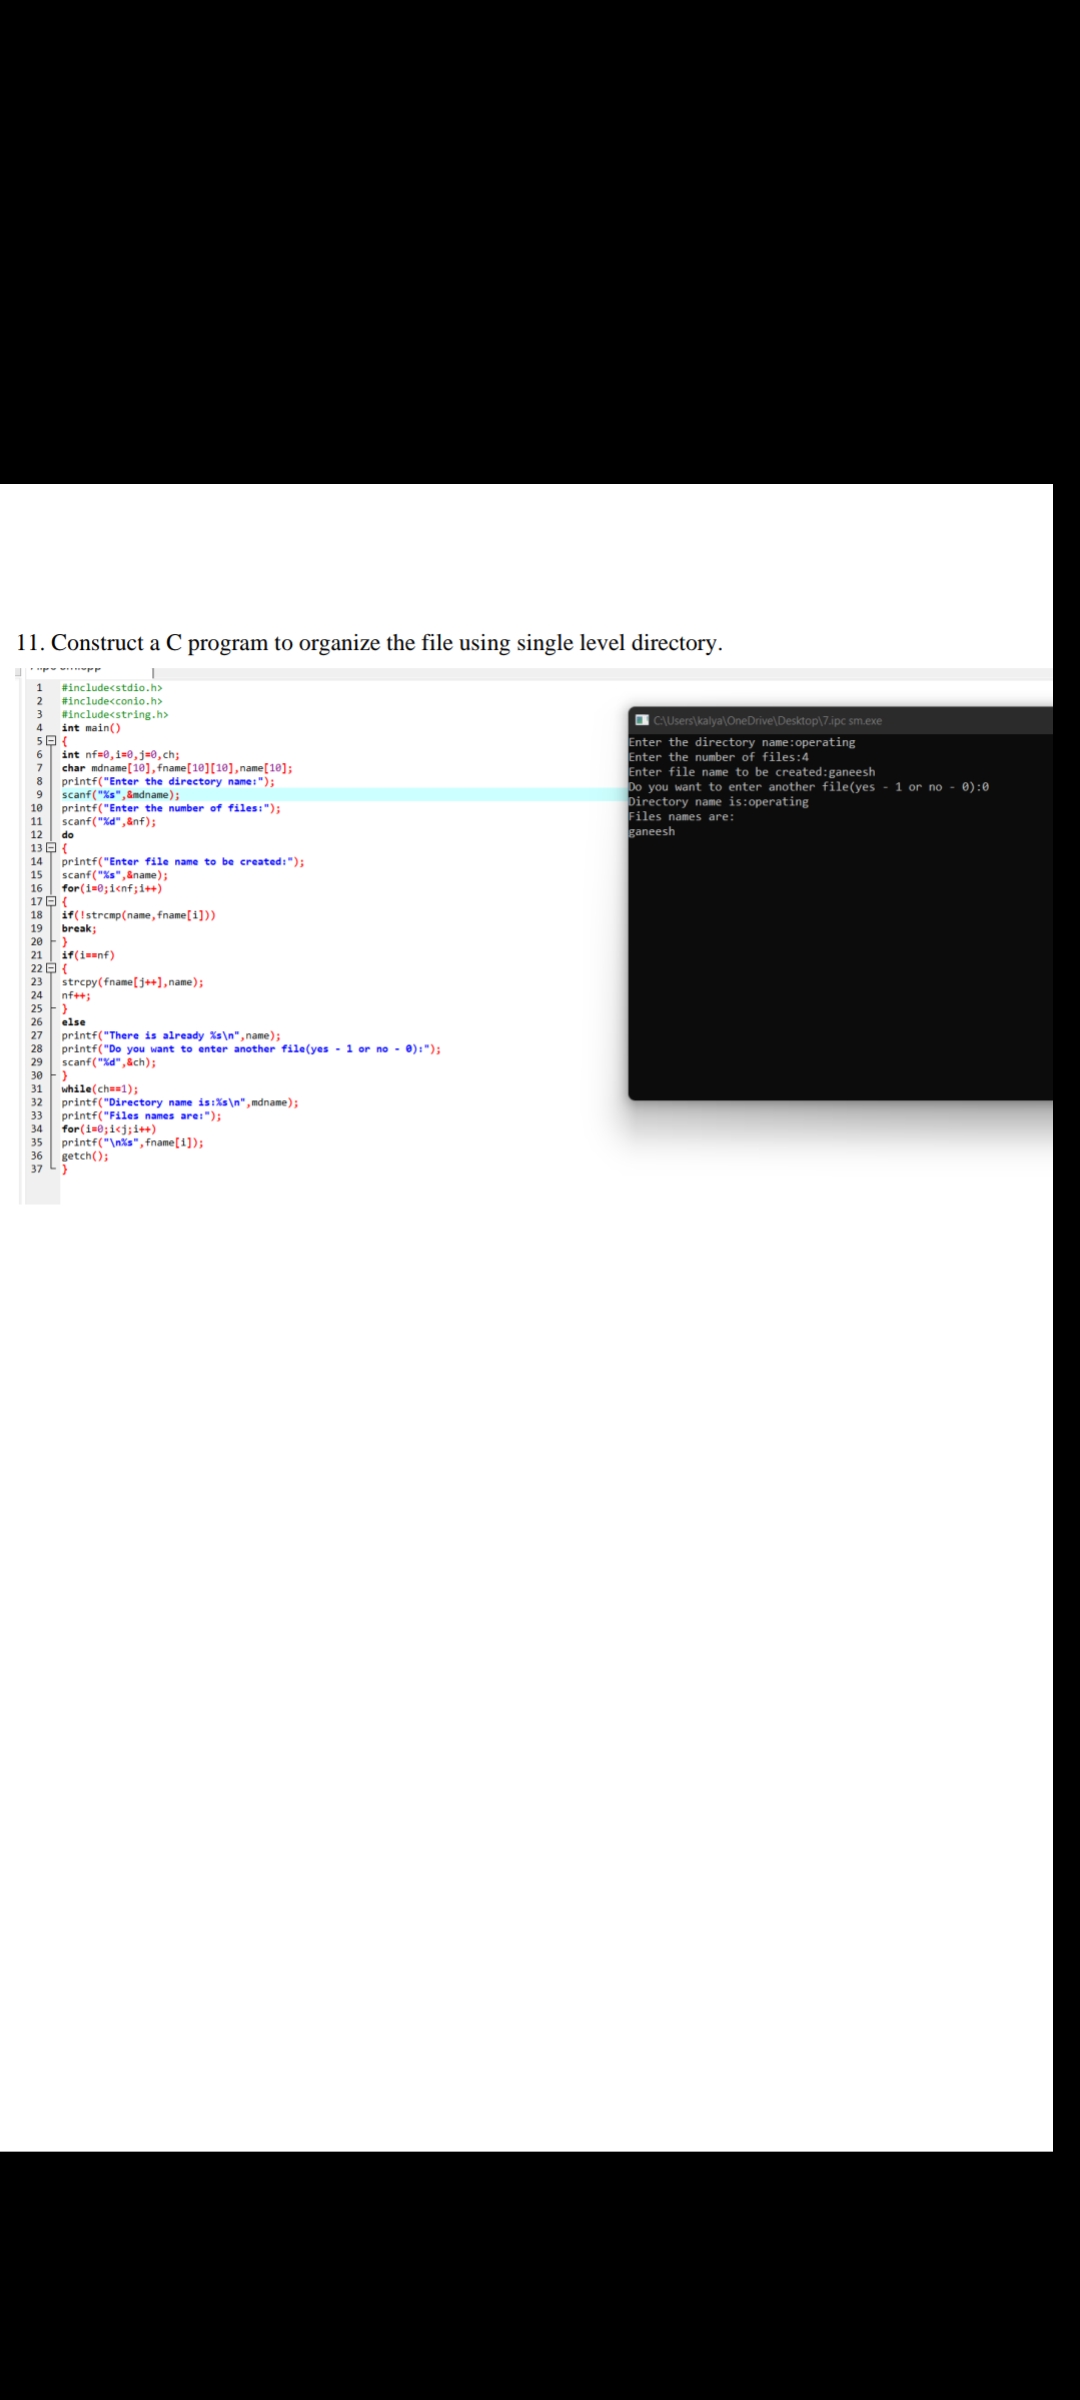 11. Construct a C program to organize the file using single level directory.
1 #include<stdio.h>
2 #include<conio.h>
3 #include<string.h>
4 int main()
5 {
6 int nf=0,i=0,j=0,ch;
7 char mdname[10],fname[10][10],name[10];
8 printf("Enter the directory name:");
9 scanf("%s",&mdname);
10 printf("Enter the number of files:");
11 scanf("%d",&nf);
12 do
13 {
14 printf("Enter file name to be created:");
15 scanf("%s",&name);
16 for(i=0;i<nf;i++)
17 {
18 if(!strcmp(name,fname[i]))
19 break;
20 }
21 if(i==nf)
22 {
23 strcpy(fname[j++],name);
24 nf++;
25 }
26 else
27 printf("There is already %s\n",name);
28 printf("Do you want to enter another file(yes - 1 or no - 0):");
29 scanf("%d",&ch);
30 }
31 while(ch==1);
32 printf("Directory name is:%s\n",mdname);
33 printf("Files names are:");
34 for(i=0;i<j;i++)
35 printf("\n%s",fname[i]);
36 getch();
37 }
C:\Users\kalya\OneDrive\Desktop\7.ipc sm.exe
Enter the directory name:operating
Enter the number of files:4
Enter file name to be created:ganeesh
Do you want to enter another file(yes - 1 or no - 0):0
Directory name is:operating
Files names are:
ganeesh